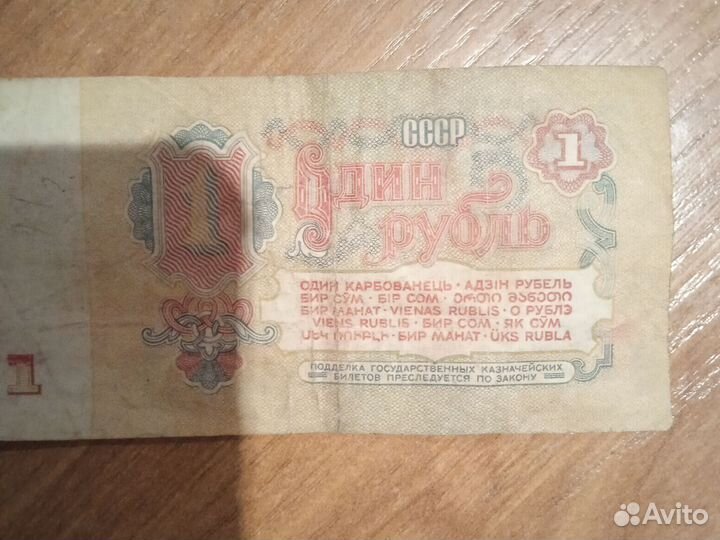 СССР
1
1
Один
рубль
ОДИН КАРБОВАНЕЦЬ · АДЗІН РУБЕЛЬ
БИР СЎМ · БІР СОМ · ᲔᲠᲗᲘ ᲛᲐᲜᲔᲗᲘ
БИР МАНАТ · VIENAS RUBLIS · О РУБЛЭ
VIENS RUBLIS · БИР СОМ · ЯК СЎМ
ՄԵԿ ՌՈՒԲԼԻ · БИР МАНАТ · ÜKS RUBLA
ПОДДЕЛКА ГОСУДАРСТВЕННЫХ КАЗНАЧЕЙСКИХ
БИЛЕТОВ ПРЕСЛЕДУЕТСЯ ПО ЗАКОНУ
1
Avito